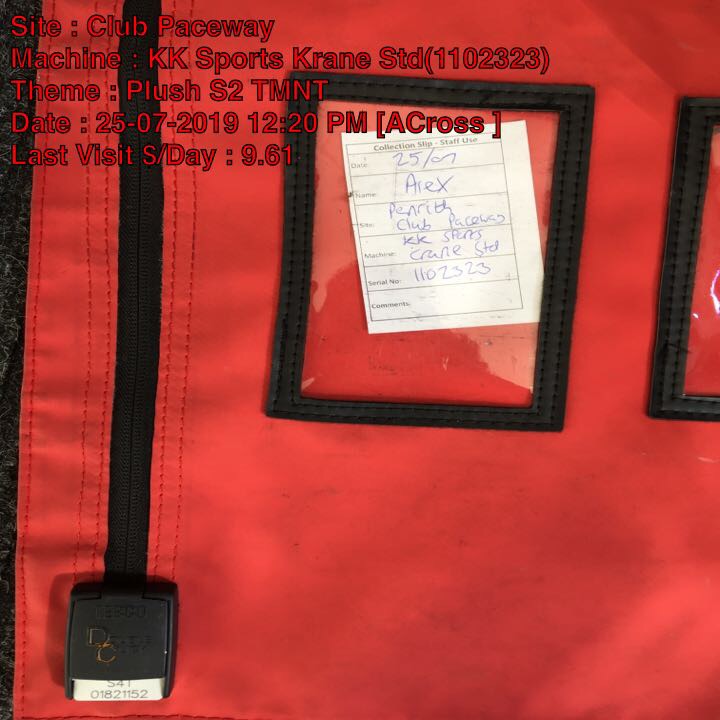 Site : Club Paceway
Machine : KK Sports Krane Std(1102323)
Theme : Plush S2 TMNT
Date : 25-07-2019 12:20 PM [ACross ]
Last Visit S/Day : 9.61
Collection Slip - Staff Use
Date: 25/07
Name: Alex
Penrith
Site: Club Paceway
KK Sports
Machine: Crane Std
Serial No: 1102323
Comments:
Double
Lock
S41
01821152